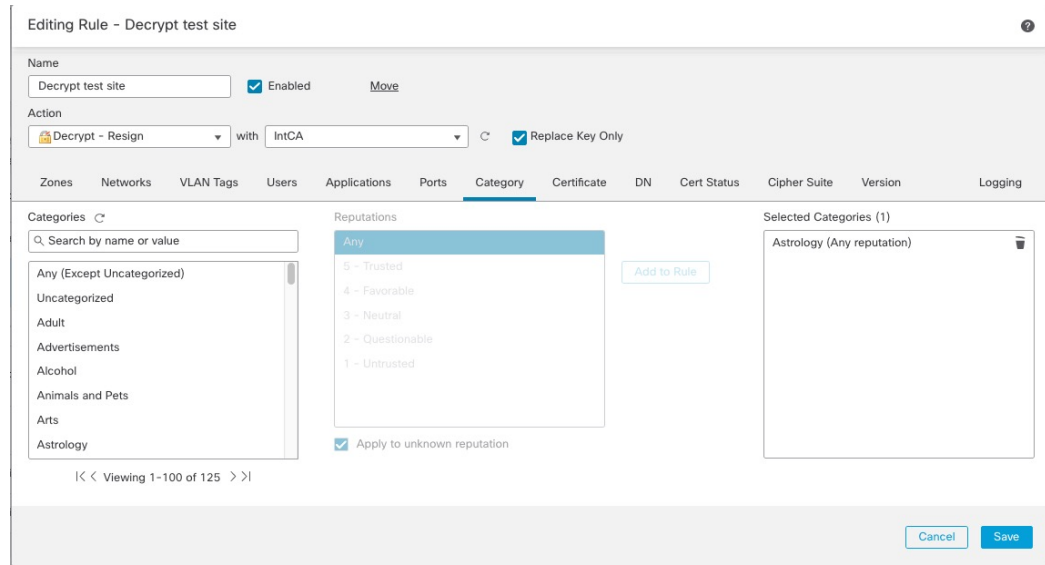 Editing Rule - Decrypt test site
Name
Decrypt test site Enabled Move
Action
Decrypt - Resign with IntCA Replace Key Only
Zones Networks VLAN Tags Users Applications Ports Category Certificate DN Cert Status Cipher Suite Version Logging
Categories Reputations Selected Categories (1)
Search by name or value Any Astrology (Any reputation)
Any (Except Uncategorized) 5 - Trusted Add to Rule
Uncategorized 4 - Favorable
Adult 3 - Neutral
Advertisements 2 - Questionable
Alcohol 1 - Untrusted
Animals and Pets
Arts
Astrology Apply to unknown reputation
|< < Viewing 1-100 of 125 > >|
Cancel Save